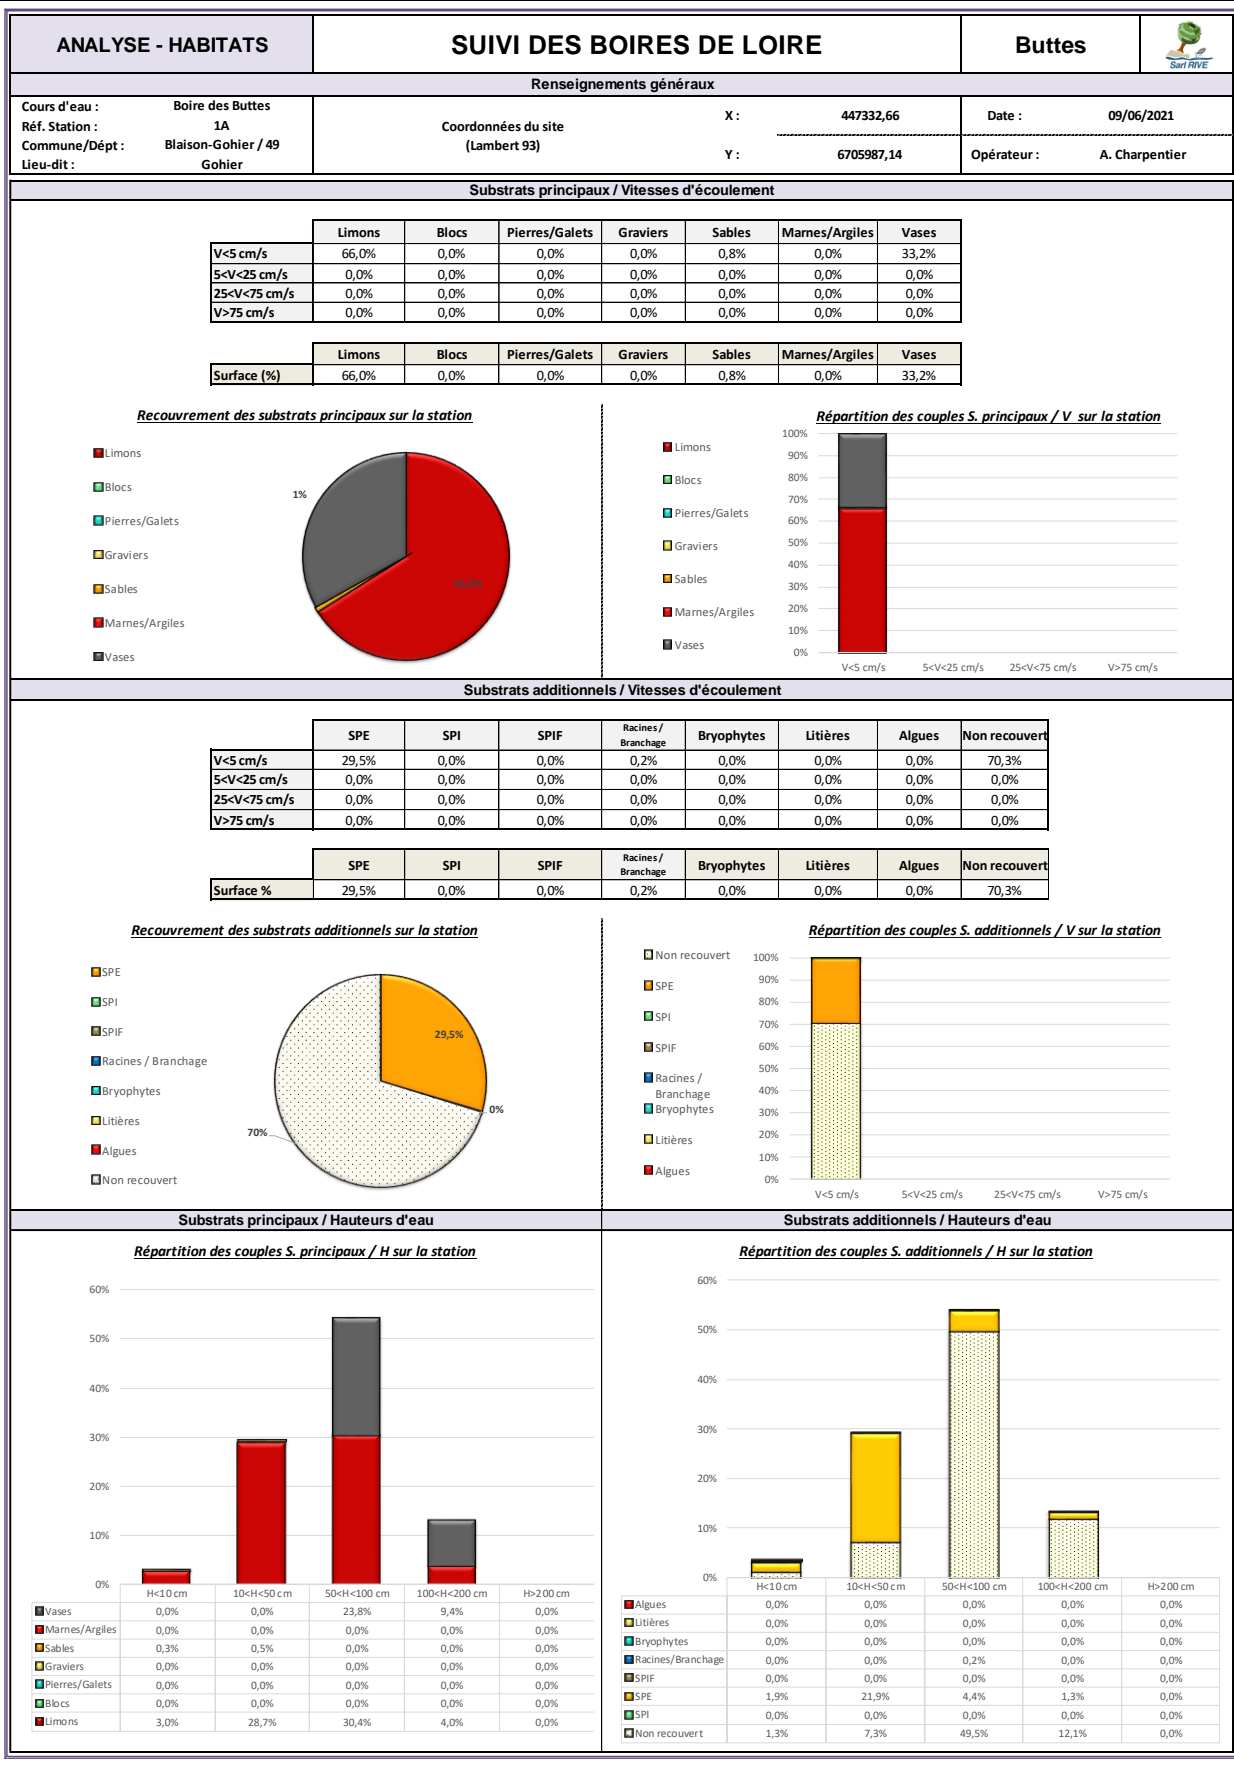 ANALYSE - HABITATS
SUIVI DES BOIRES DE LOIRE
Buttes
Sarl RIVE
Renseignements généraux
Cours d'eau : Boire des Buttes
Réf. Station : 1A
Commune/Dépt : Blaison-Gohier / 49
Lieu-dit : Gohier
Coordonnées du site
(Lambert 93)
X : 447332,66
Y : 6705987,14
Date : 09/06/2021
Opérateur : A. Charpentier
Substrats principaux / Vitesses d'écoulement
Limons Blocs Pierres/Galets Graviers Sables Marnes/Argiles Vases
V<5 cm/s 66,0% 0,0% 0,0% 0,0% 0,8% 0,0% 33,2%
5<V<25 cm/s 0,0% 0,0% 0,0% 0,0% 0,0% 0,0% 0,0%
25<V<75 cm/s 0,0% 0,0% 0,0% 0,0% 0,0% 0,0% 0,0%
V>75 cm/s 0,0% 0,0% 0,0% 0,0% 0,0% 0,0% 0,0%
Limons Blocs Pierres/Galets Graviers Sables Marnes/Argiles Vases
Surface (%) 66,0% 0,0% 0,0% 0,0% 0,8% 0,0% 33,2%
Recouvrement des substrats principaux sur la station
Limons
Blocs
Pierres/Galets
Graviers
Sables
Marnes/Argiles
Vases
1%
Répartition des couples S. principaux / V sur la station
Limons
Blocs
Pierres/Galets
Graviers
Sables
Marnes/Argiles
Vases
100%
90%
80%
70%
60%
50%
40%
30%
20%
10%
0%
V<5 cm/s 5<V<25 cm/s 25<V<75 cm/s V>75 cm/s
Substrats additionnels / Vitesses d'écoulement
SPE SPI SPIF Racines / Branchage Bryophytes Litières Algues Non recouvert
V<5 cm/s 29,5% 0,0% 0,0% 0,2% 0,0% 0,0% 0,0% 70,3%
5<V<25 cm/s 0,0% 0,0% 0,0% 0,0% 0,0% 0,0% 0,0% 0,0%
25<V<75 cm/s 0,0% 0,0% 0,0% 0,0% 0,0% 0,0% 0,0% 0,0%
V>75 cm/s 0,0% 0,0% 0,0% 0,0% 0,0% 0,0% 0,0% 0,0%
SPE SPI SPIF Racines / Branchage Bryophytes Litières Algues Non recouvert
Surface % 29,5% 0,0% 0,0% 0,2% 0,0% 0,0% 0,0% 70,3%
Recouvrement des substrats additionnels sur la station
SPE
SPI
SPIF
Racines / Branchage
Bryophytes
Litières
Algues
Non recouvert
29,5%
0%
70%
Répartition des couples S. additionnels / V sur la station
Non recouvert
SPE
SPI
SPIF
Racines /
Branchage
Bryophytes
Litières
Algues
100%
90%
80%
70%
60%
50%
40%
30%
20%
10%
0%
V<5 cm/s 5<V<25 cm/s 25<V<75 cm/s V>75 cm/s
Substrats principaux / Hauteurs d'eau
Répartition des couples S. principaux / H sur la station
60%
50%
40%
30%
20%
10%
0%
H<10 cm 10<H<50 cm 50<H<100 cm 100<H<200 cm H>200 cm
Vases 0,0% 0,0% 23,8% 9,4% 0,0%
Marnes/Argiles 0,0% 0,0% 0,0% 0,0% 0,0%
Sables 0,3% 0,5% 0,0% 0,0% 0,0%
Graviers 0,0% 0,0% 0,0% 0,0% 0,0%
Pierres/Galets 0,0% 0,0% 0,0% 0,0% 0,0%
Blocs 0,0% 0,0% 0,0% 0,0% 0,0%
Limons 3,0% 28,7% 30,4% 4,0% 0,0%
Substrats additionnels / Hauteurs d'eau
Répartition des couples S. additionnels / H sur la station
60%
50%
40%
30%
20%
10%
0%
H<10 cm 10<H<50 cm 50<H<100 cm 100<H<200 cm H>200 cm
Algues 0,0% 0,0% 0,0% 0,0% 0,0%
Litières 0,0% 0,0% 0,0% 0,0% 0,0%
Bryophytes 0,0% 0,0% 0,0% 0,0% 0,0%
Racines/Branchage 0,0% 0,0% 0,2% 0,0% 0,0%
SPIF 0,0% 0,0% 0,0% 0,0% 0,0%
SPE 1,9% 21,9% 4,4% 1,3% 0,0%
SPI 0,0% 0,0% 0,0% 0,0% 0,0%
Non recouvert 1,3% 7,3% 49,5% 12,1% 0,0%